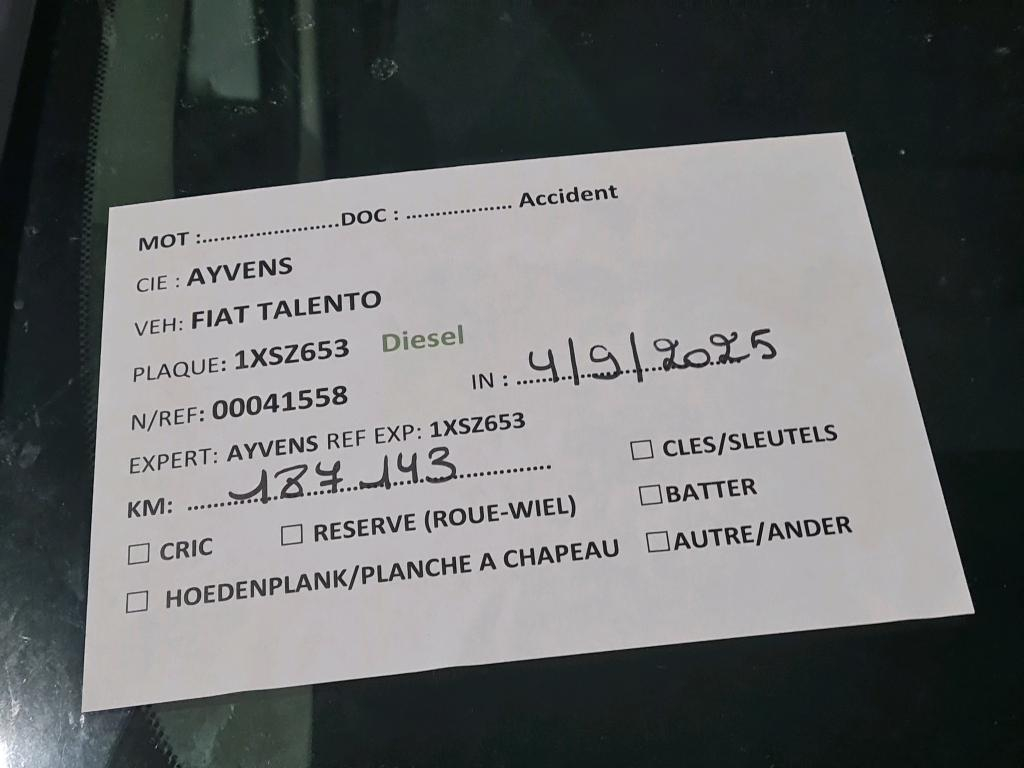 MOT :.......................DOC : .................. Accident
CIE : AYVENS
VEH: FIAT TALENTO
PLAQUE: 1XSZ653 Diesel
N/REF: 00041558 IN : 4/9/2025
EXPERT: AYVENS REF EXP: 1XSZ653
KM: 187.143
☐ CLES/SLEUTELS
☐ CRIC ☐ RESERVE (ROUE-WIEL) ☐ BATTER
☐ HOEDENPLANK/PLANCHE A CHAPEAU ☐ AUTRE/ANDER